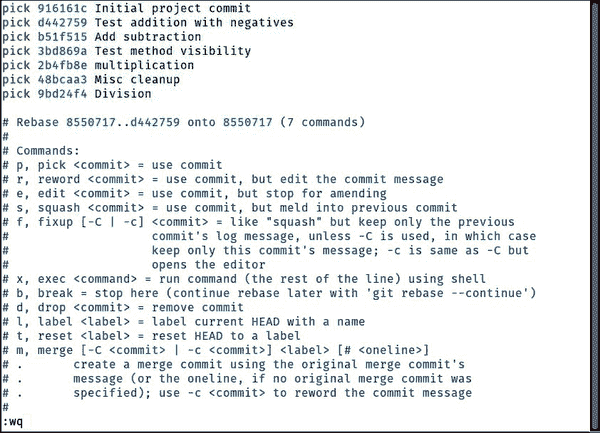 pick 916161c Initial project commit
pick d442759 Test addition with negatives
pick b51f515 Add subtraction
pick 3bd869a Test method visibility
pick 2b4fb8e multiplication
pick 48bcaa3 Misc cleanup
pick 9bd24f4 Division
# Rebase 8550717..d442759 onto 8550717 (7 commands)
#
# Commands:
# p, pick <commit> = use commit
# r, reword <commit> = use commit, but edit the commit message
# e, edit <commit> = use commit, but stop for amending
# s, squash <commit> = use commit, but meld into previous commit
# f, fixup [-C | -c] <commit> = like "squash" but keep only the previous
#                    commit's log message, unless -C is used, in which case
#                    keep only this commit's message; -c is same as -C but
#                    opens the editor
# x, exec <command> = run command (the rest of the line) using shell
# b, break = stop here (continue rebase later with 'git rebase --continue')
# d, drop <commit> = remove commit
# l, label <label> = label current HEAD with a name
# t, reset <label> = reset HEAD to a label
# m, merge [-C <commit> | -c <commit>] <label> [# <oneline>]
# .       create a merge commit using the original merge commit's
# .       message (or the oneline, if no original merge commit was
# .       specified); use -c <commit> to reword the commit message
#
:wq